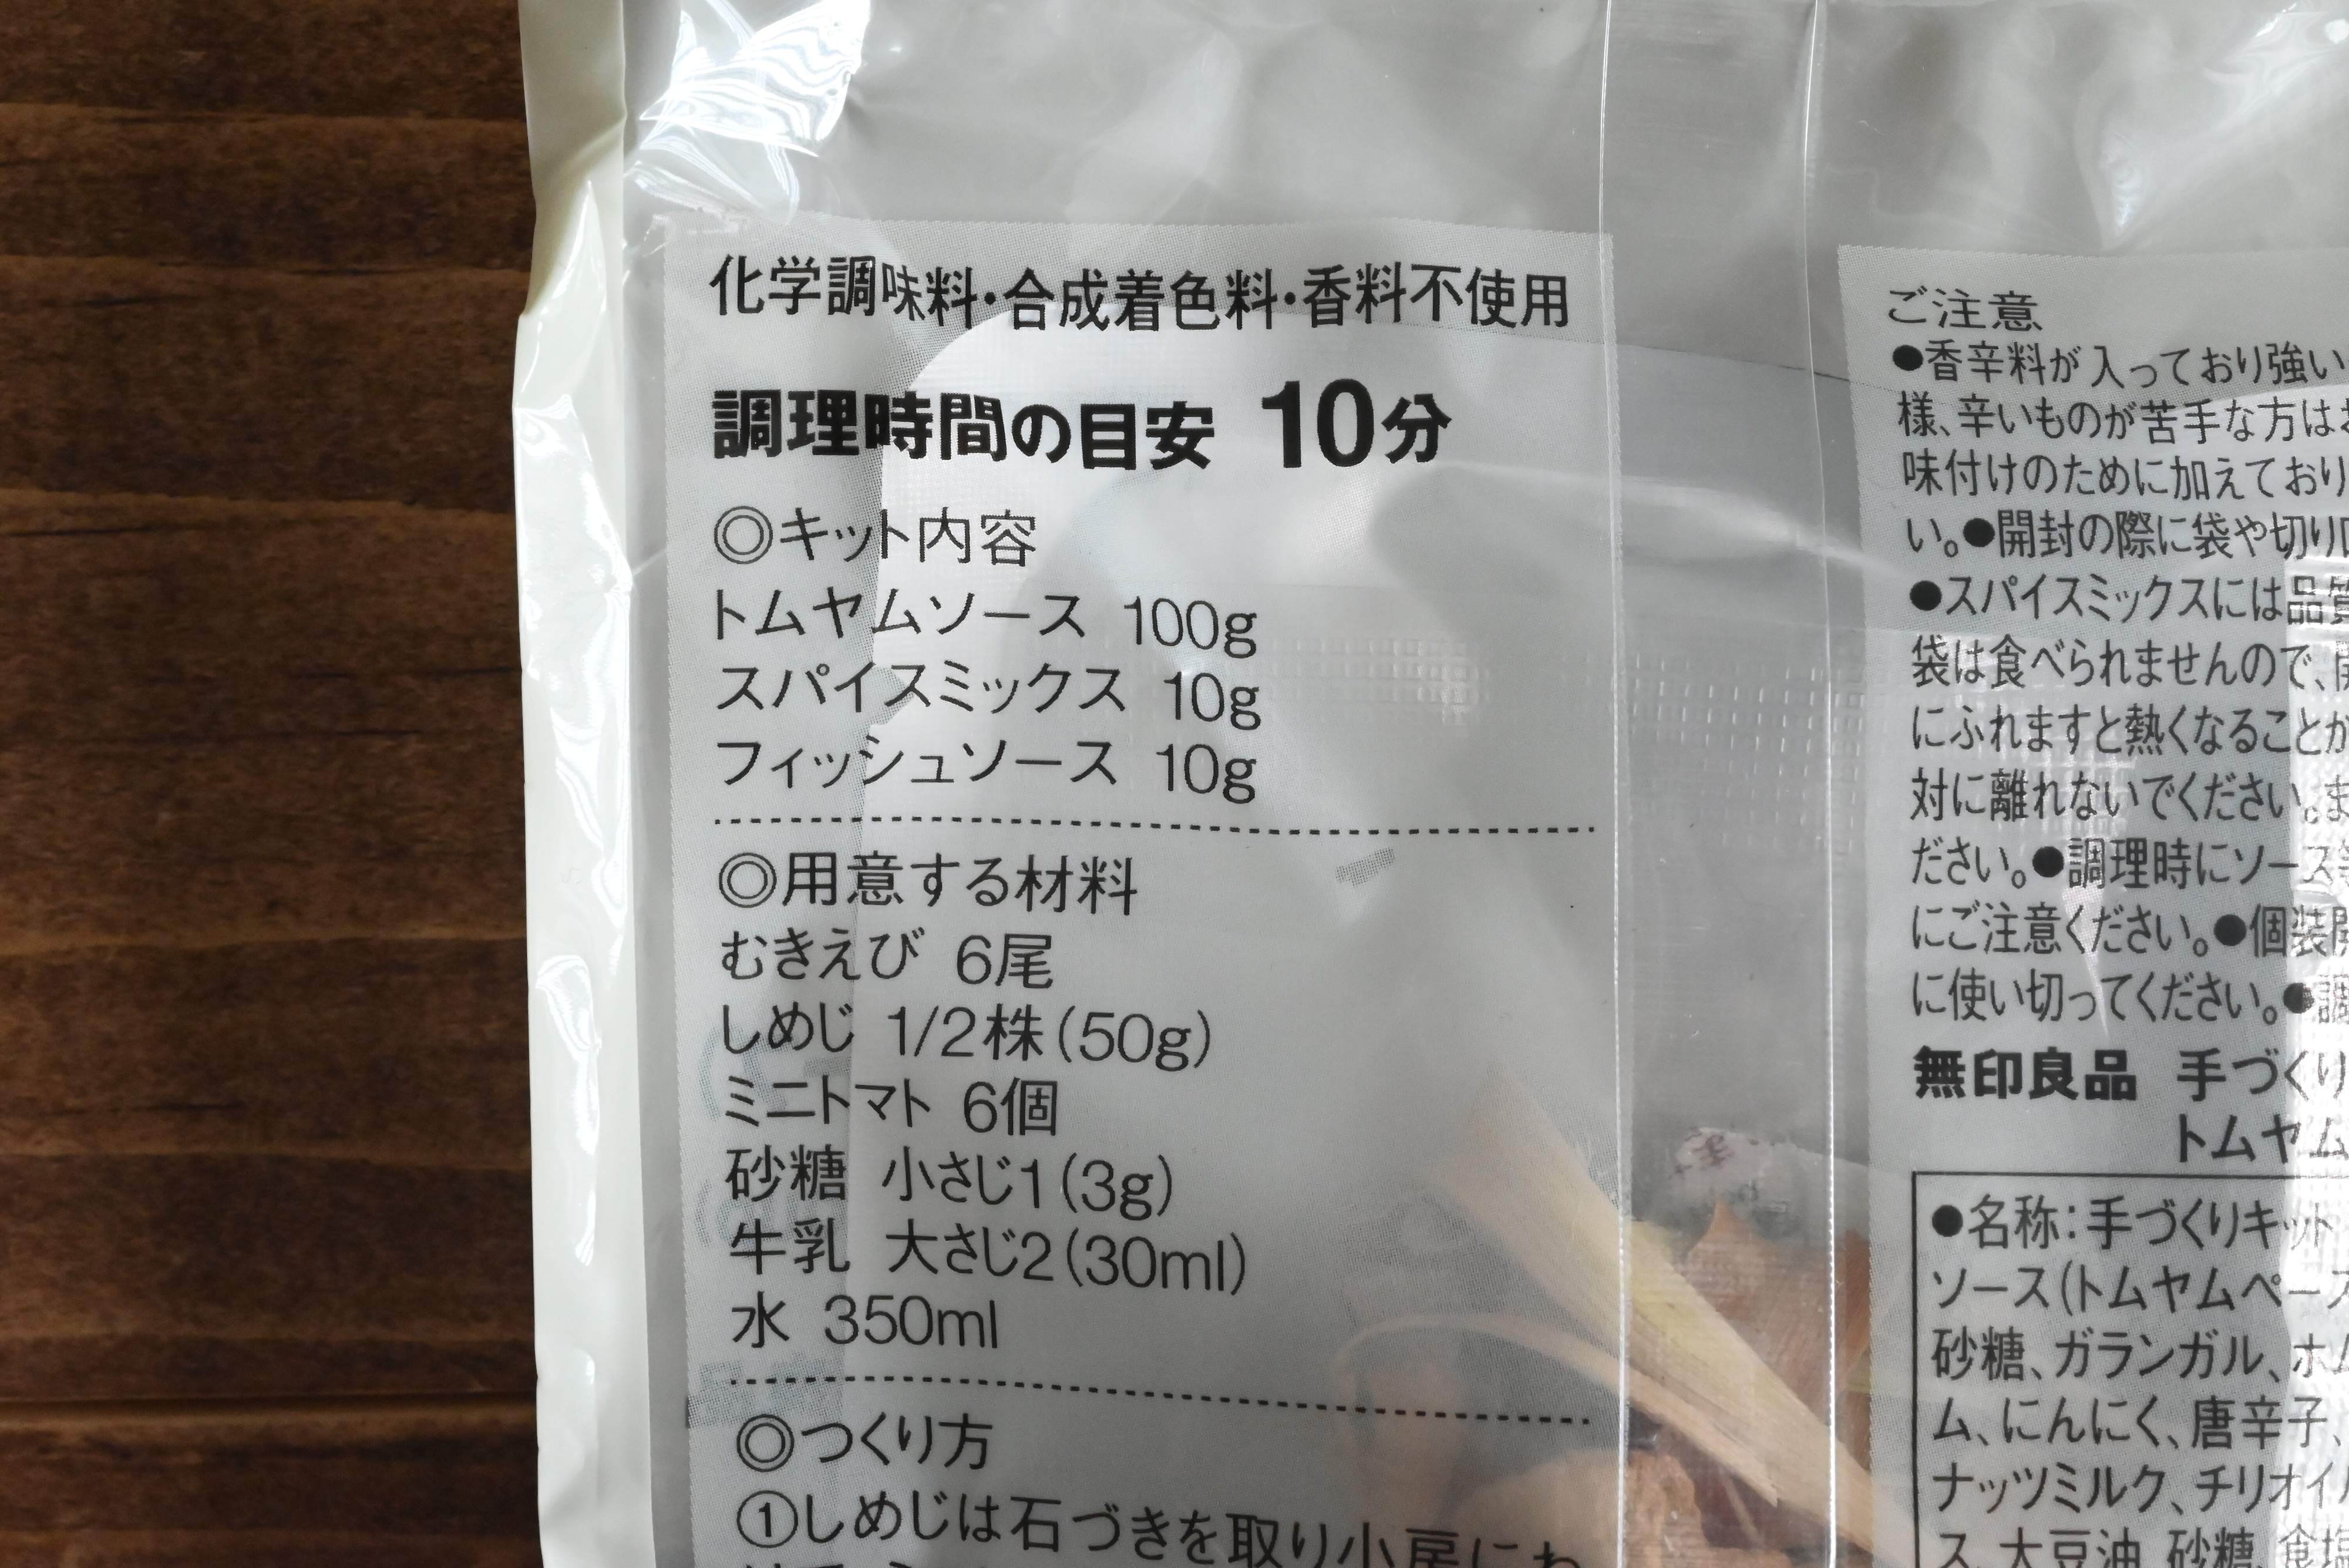 化学調味料・合成着色料・香料不使用
調理時間の目安 10分
◎キット内容
トムヤムソース 100g
スパイスミックス 10g
フィッシュソース 10g
◎用意する材料
むきえび 6尾
しめじ 1/2株(50g)
ミニトマト 6個
砂糖 小さじ1(3g)
牛乳 大さじ2(30ml)
水 350ml
◎つくり方
①しめじは石づきを取り小房にわ
ご注意
●香辛料が入っており強い
様、辛いものが苦手な方は
味付けのために加えており
い。●開封の際に袋や切り
●スパイスミックスには品質
袋は食べられませんので、
にふれますと熱くなることが
対に離れないでください。ま
ださい。●調理時にソース等
にご注意ください。●個装
に使い切ってください。●調
無印良品 手づくり
トムヤム
●名称:手づくりキット
ソース(トムヤムペース
砂糖、ガランガル、ホ
ム、にんにく、唐辛子、
ナッツミルク、チリオイル
ス、大豆油、砂糖、食塩